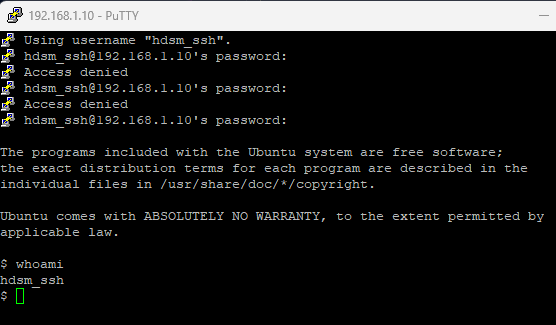 192.168.1.10 - PuTTY
Using username "hdsm_ssh".
hdsm_ssh@192.168.1.10's password:
Access denied
hdsm_ssh@192.168.1.10's password:
Access denied
hdsm_ssh@192.168.1.10's password:
The programs included with the Ubuntu system are free software;
the exact distribution terms for each program are described in the
individual files in /usr/share/doc/*/copyright.
Ubuntu comes with ABSOLUTELY NO WARRANTY, to the extent permitted by
applicable law.
$ whoami
hdsm_ssh
$